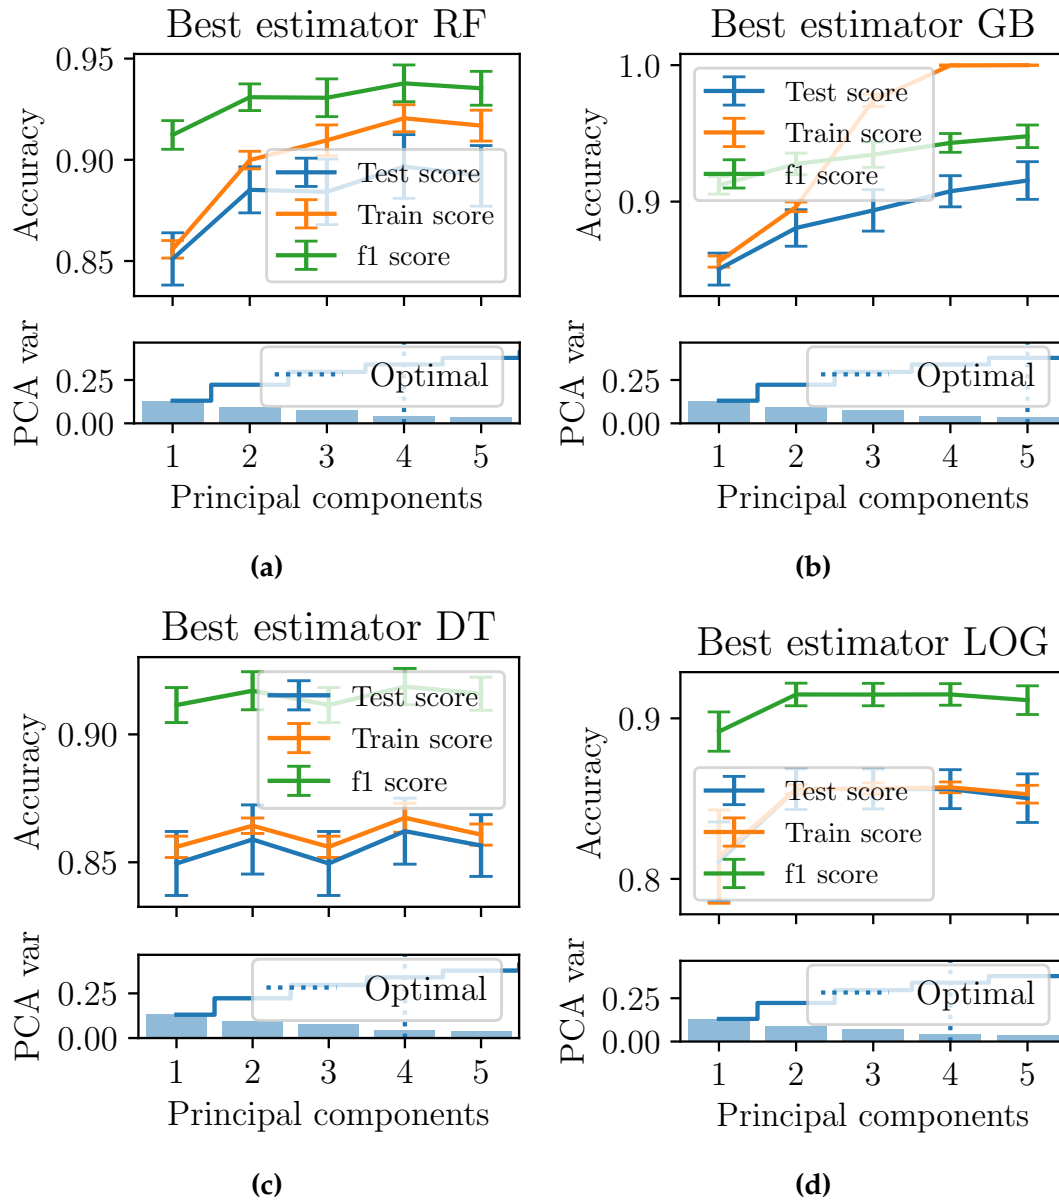 Best estimator RF
0.95
0.90
0.85
Accuracy
Test score
Train score
f1 score
PCA var
0.25
0.00
Optimal
1 2 3 4 5
Principal components
(a)
Best estimator GB
1.0
0.9
Accuracy
Test score
Train score
f1 score
PCA var
0.25
0.00
Optimal
1 2 3 4 5
Principal components
(b)
Best estimator DT
0.90
0.85
Accuracy
Test score
Train score
f1 score
PCA var
0.25
0.00
Optimal
1 2 3 4 5
Principal components
(c)
Best estimator LOG
0.9
0.8
Accuracy
Test score
Train score
f1 score
PCA var
0.25
0.00
Optimal
1 2 3 4 5
Principal components
(d)